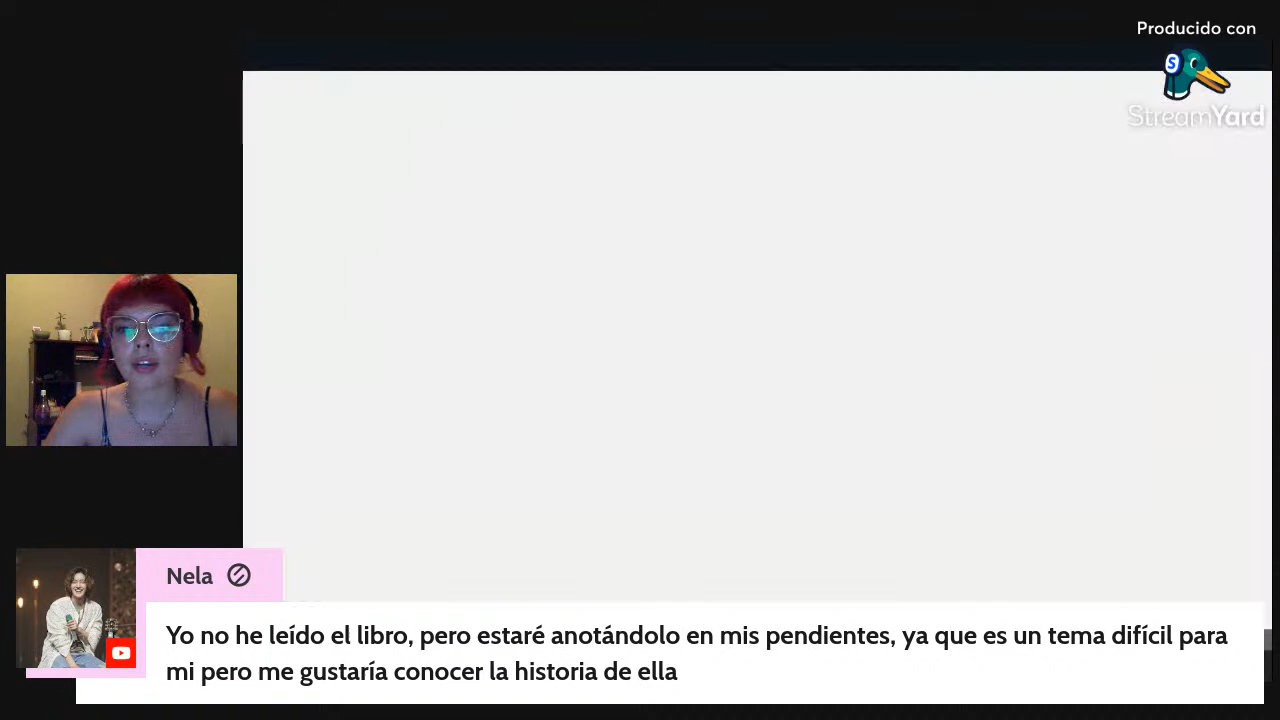 Producido con
StreamYard
Nela
Yo no he leído el libro, pero estaré anotándolo en mis pendientes, ya que es un tema difícil para
mi pero me gustaría conocer la historia de ella